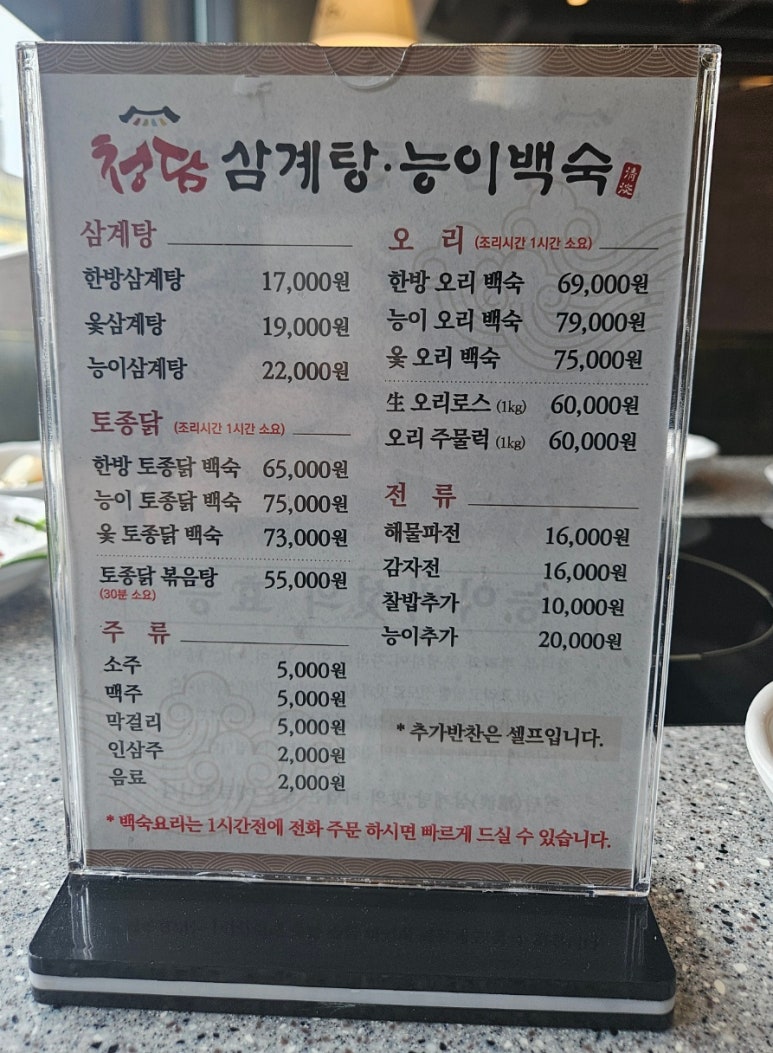 청담 삼계탕·능이백숙 淸淡
삼계탕
한방삼계탕 17,000원
옻삼계탕 19,000원
능이삼계탕 22,000원
토종닭 (조리시간 1시간 소요)
한방 토종닭 백숙 65,000원
능이 토종닭 백숙 75,000원
옻 토종닭 백숙 73,000원
토종닭 볶음탕 55,000원
(30분 소요)
주 류
소주 5,000원
맥주 5,000원
막걸리 5,000원
인삼주 2,000원
음료 2,000원
오 리 (조리시간 1시간 소요)
한방 오리 백숙 69,000원
능이 오리 백숙 79,000원
옻 오리 백숙 75,000원
生 오리로스 (1kg) 60,000원
오리 주물럭 (1kg) 60,000원
전 류
해물파전 16,000원
감자전 16,000원
찰밥추가 10,000원
능이추가 20,000원
* 추가반찬은 셀프입니다.
* 백숙요리는 1시간전에 전화 주문 하시면 빠르게 드실 수 있습니다.